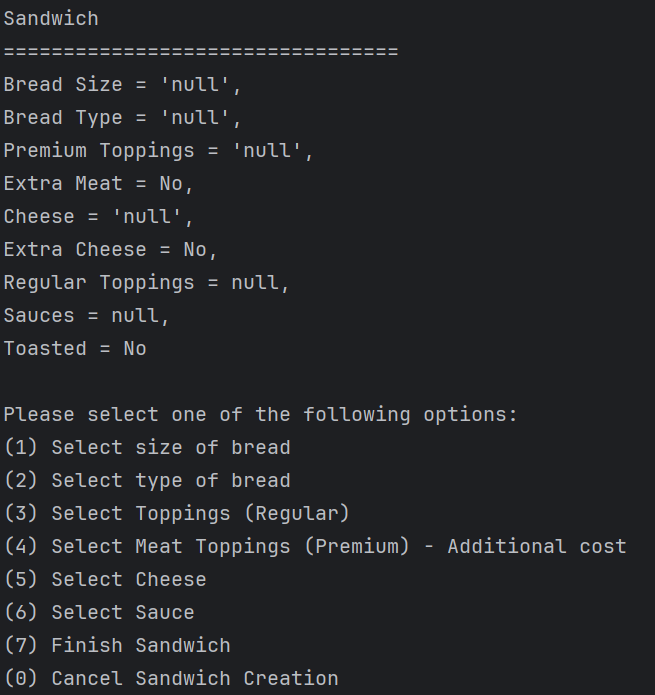 Sandwich
=================================
Bread Size = 'null',
Bread Type = 'null',
Premium Toppings = 'null',
Extra Meat = No,
Cheese = 'null',
Extra Cheese = No,
Regular Toppings = null,
Sauces = null,
Toasted = No
Please select one of the following options:
(1) Select size of bread
(2) Select type of bread
(3) Select Toppings (Regular)
(4) Select Meat Toppings (Premium) - Additional cost
(5) Select Cheese
(6) Select Sauce
(7) Finish Sandwich
(0) Cancel Sandwich Creation